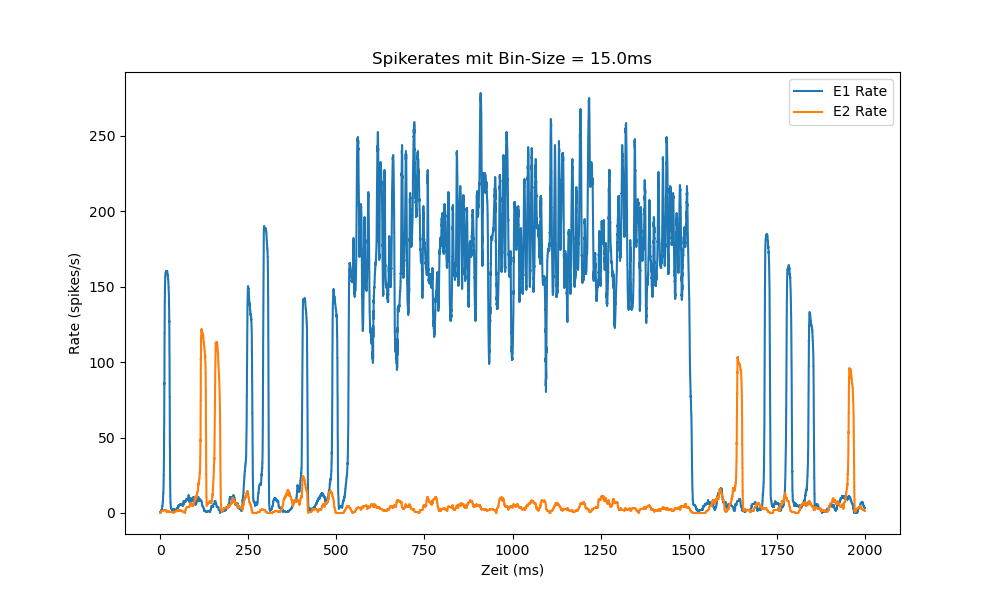 Spikerates mit Bin-Size = 15.0ms
E1 Rate
E2 Rate
250
200
150
100
50
0
Rate (spikes/s)
0 250 500 750 1000 1250 1500 1750 2000
Zeit (ms)